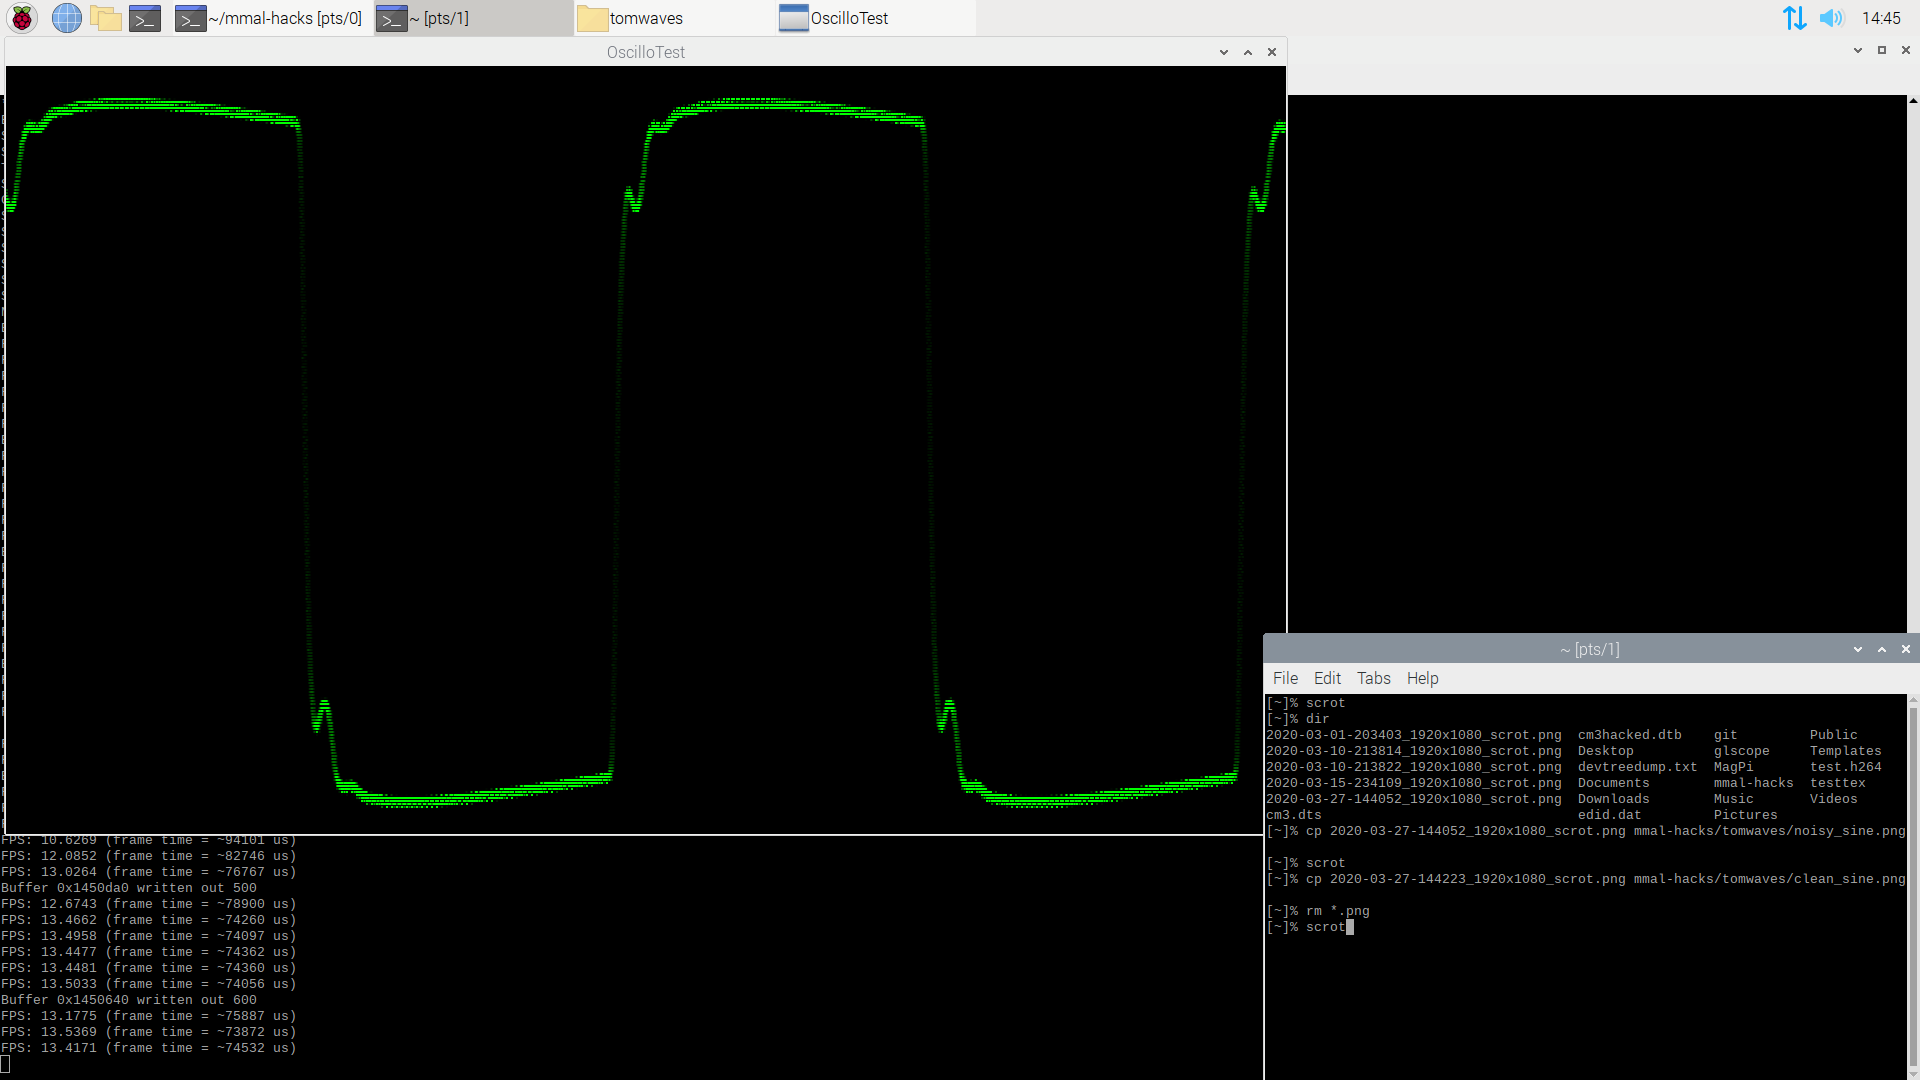 ~/mmal-hacks [pts/0]
~ [pts/1]
tomwaves
OscilloTest
14:45
OscilloTest
FPS: 10.6269 (frame time = ~94101 us)
FPS: 12.0852 (frame time = ~82746 us)
FPS: 13.0264 (frame time = ~76767 us)
Buffer 0x1450da0 written out 500
FPS: 12.6743 (frame time = ~78900 us)
FPS: 13.4662 (frame time = ~74260 us)
FPS: 13.4958 (frame time = ~74097 us)
FPS: 13.4477 (frame time = ~74362 us)
FPS: 13.4481 (frame time = ~74360 us)
FPS: 13.5033 (frame time = ~74056 us)
Buffer 0x1450640 written out 600
FPS: 13.1775 (frame time = ~75887 us)
FPS: 13.5369 (frame time = ~73872 us)
FPS: 13.4171 (frame time = ~74532 us)
~ [pts/1]
File Edit Tabs Help
[~]% scrot
[~]% dir
2020-03-01-203403_1920x1080_scrot.png cm3hacked.dtb git Public
2020-03-10-213814_1920x1080_scrot.png Desktop glscope Templates
2020-03-10-213822_1920x1080_scrot.png devtreedump.txt MagPi test.h264
2020-03-15-234109_1920x1080_scrot.png Documents mmal-hacks testtex
2020-03-27-144052_1920x1080_scrot.png Downloads Music Videos
cm3.dts edid.dat Pictures
[~]% cp 2020-03-27-144052_1920x1080_scrot.png mmal-hacks/tomwaves/noisy_sine.png
[~]% scrot
[~]% cp 2020-03-27-144223_1920x1080_scrot.png mmal-hacks/tomwaves/clean_sine.png
[~]% rm *.png
[~]% scrot